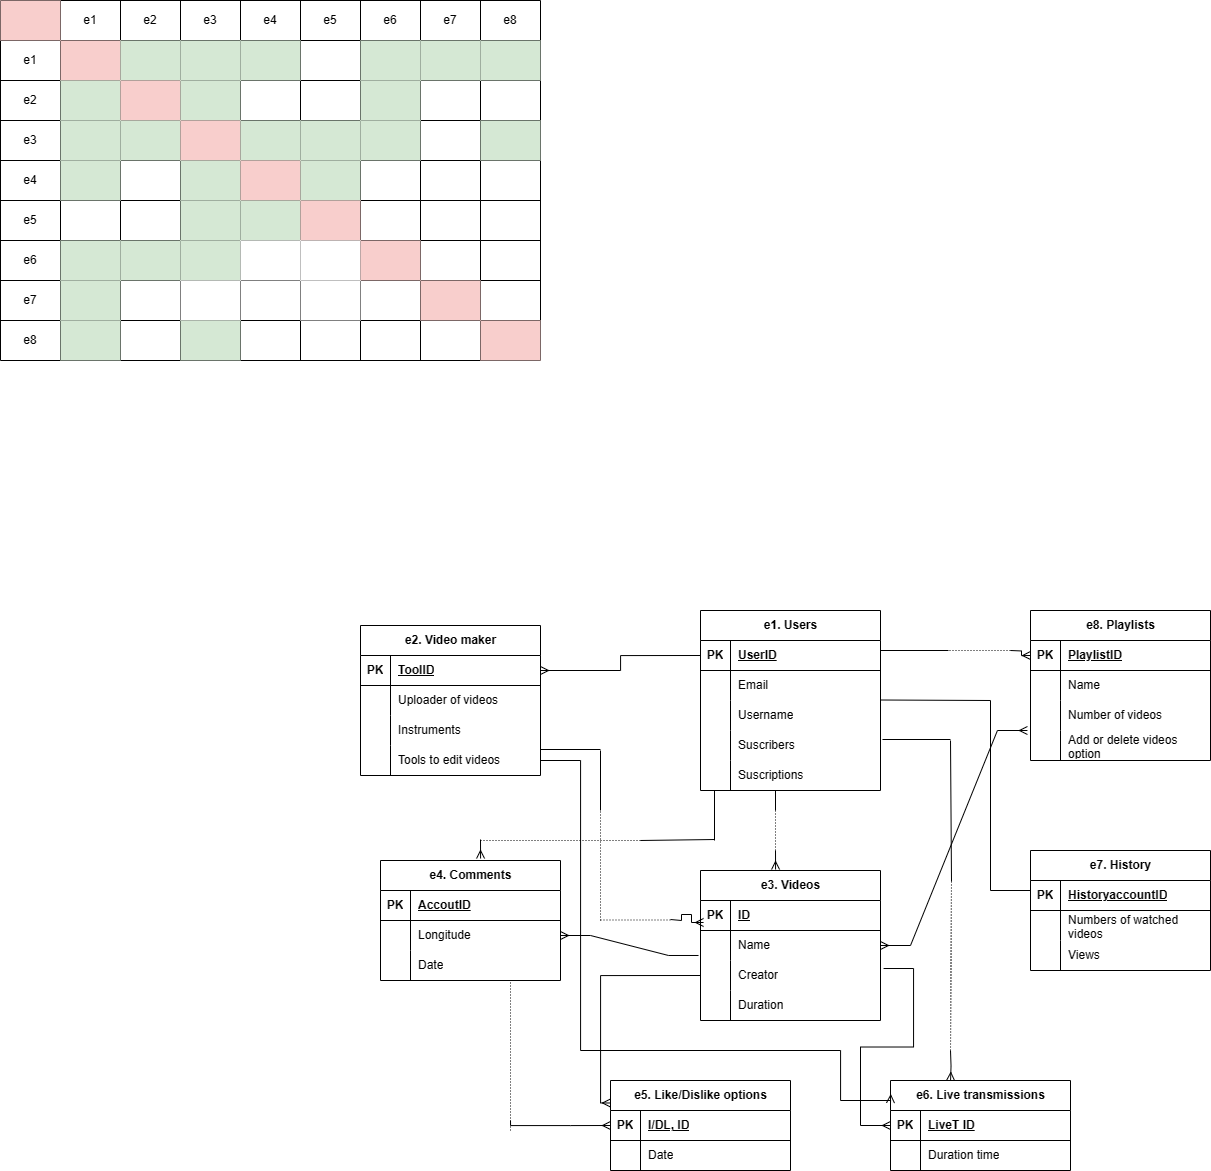 e1 e2 e3 e4 e5 e6 e7 e8
e1
e2
e3
e4
e5
e6
e7
e8
e2. Video maker
PK ToolID
Uploader of videos
Instruments
Tools to edit videos
e1. Users
PK UserID
Email
Username
Suscribers
Suscriptions
e8. Playlists
PK PlaylistID
Name
Number of videos
Add or delete videos
option
e4. Comments
PK AccoutID
Longitude
Date
e3. Videos
PK ID
Name
Creator
Duration
e7. History
PK HistoryaccountID
Numbers of watched
videos
Views
e5. Like/Dislike options
PK I/DL, ID
Date
e6. Live transmissions
PK LiveT ID
Duration time